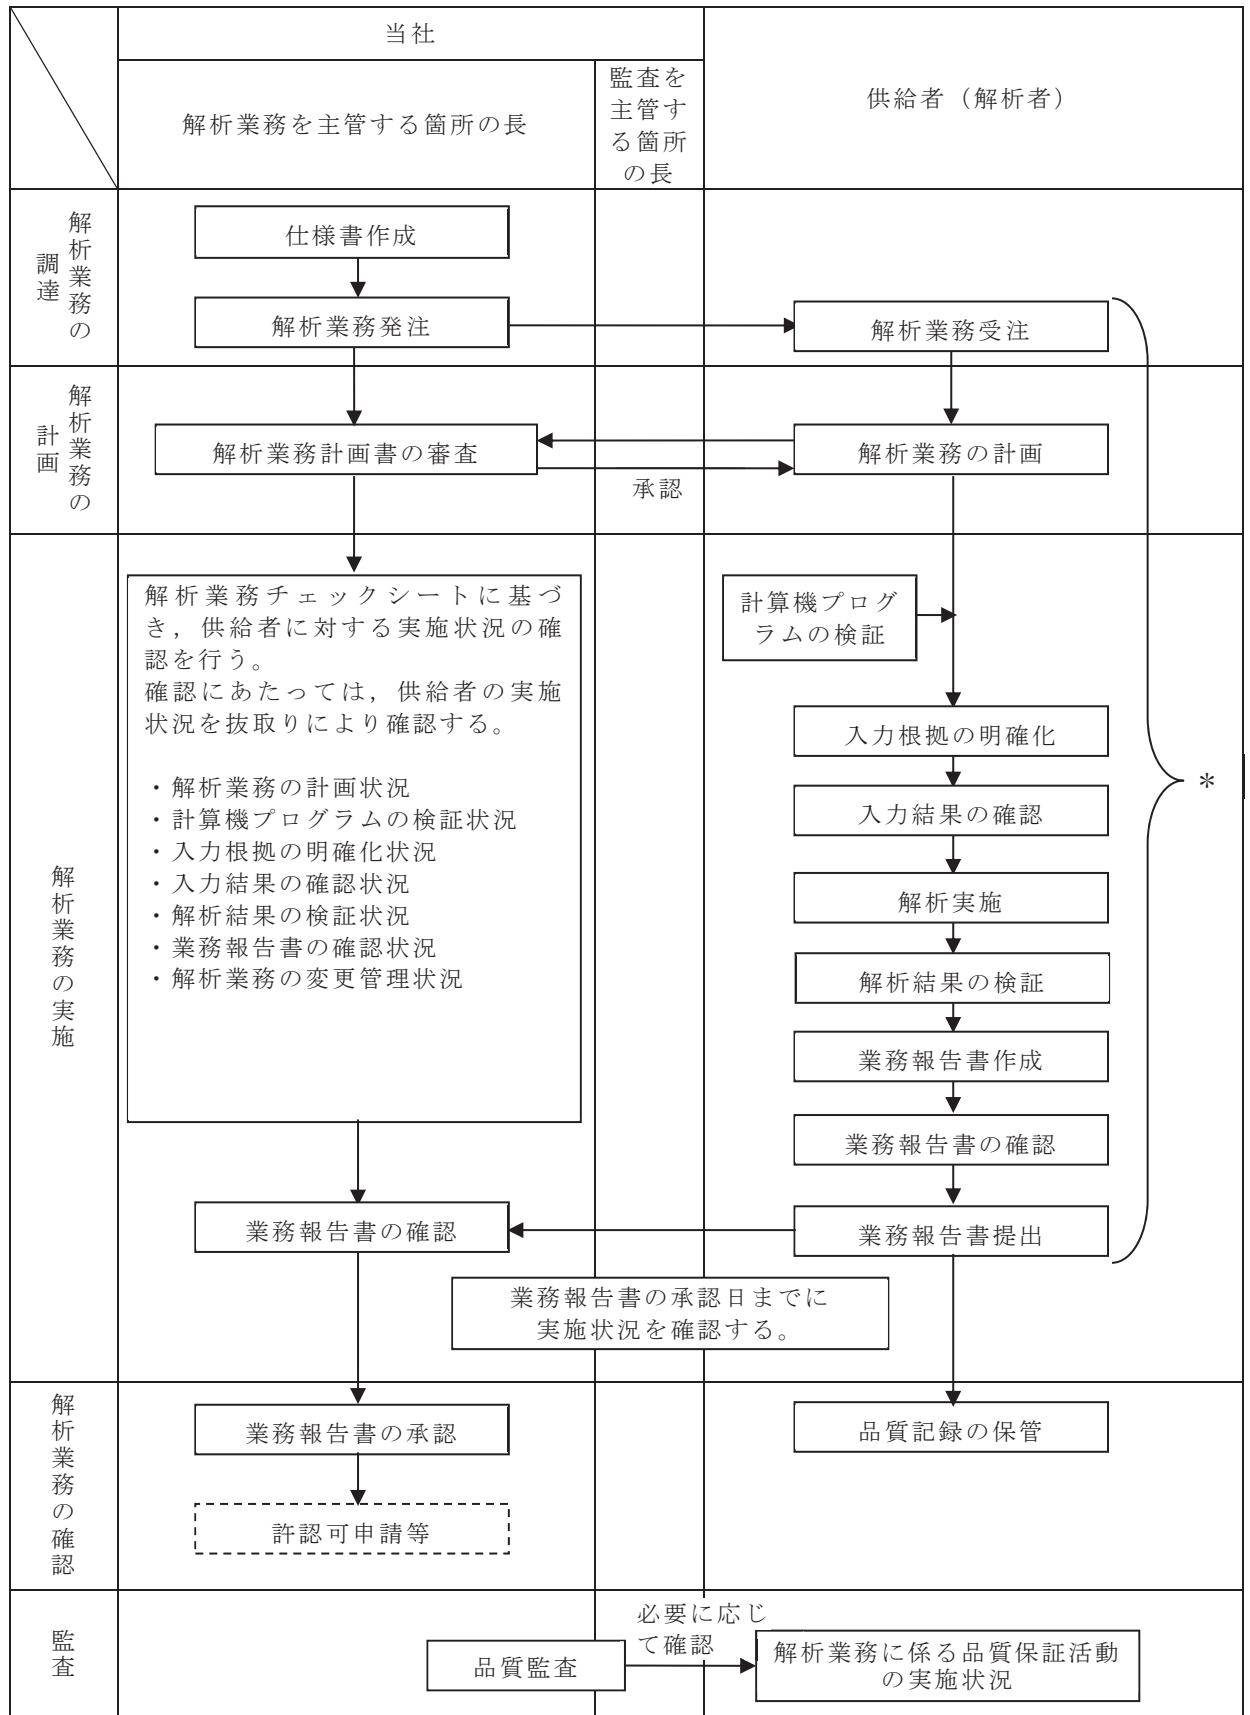 当社
解析業務を主管する箇所の長
監査を
主管す
る箇所
の長
供給者（解析者）
解析業務の
調達
仕様書作成
解析業務発注
解析業務受注
解析業務の
計画
解析業務計画書の審査
解析業務の計画
承認
解析業務の実施
解析業務チェックシートに基づ
き，供給者に対する実施状況の確
認を行う。
確認にあたっては，供給者の実施
状況を抜取りにより確認する。
・解析業務の計画状況
・計算機プログラムの検証状況
・入力根拠の明確化状況
・入力結果の確認状況
・解析結果の検証状況
・業務報告書の確認状況
・解析業務の変更管理状況
計算機プログ
ラムの検証
入力根拠の明確化
入力結果の確認
解析実施
解析結果の検証
業務報告書作成
業務報告書の確認
業務報告書提出
＊
業務報告書の確認
業務報告書の承認日までに
実施状況を確認する。
解析業務の確認
業務報告書の承認
品質記録の保管
許認可申請等
監査
品質監査
必要に応じ
て確認
解析業務に係る品質保証活動
の実施状況